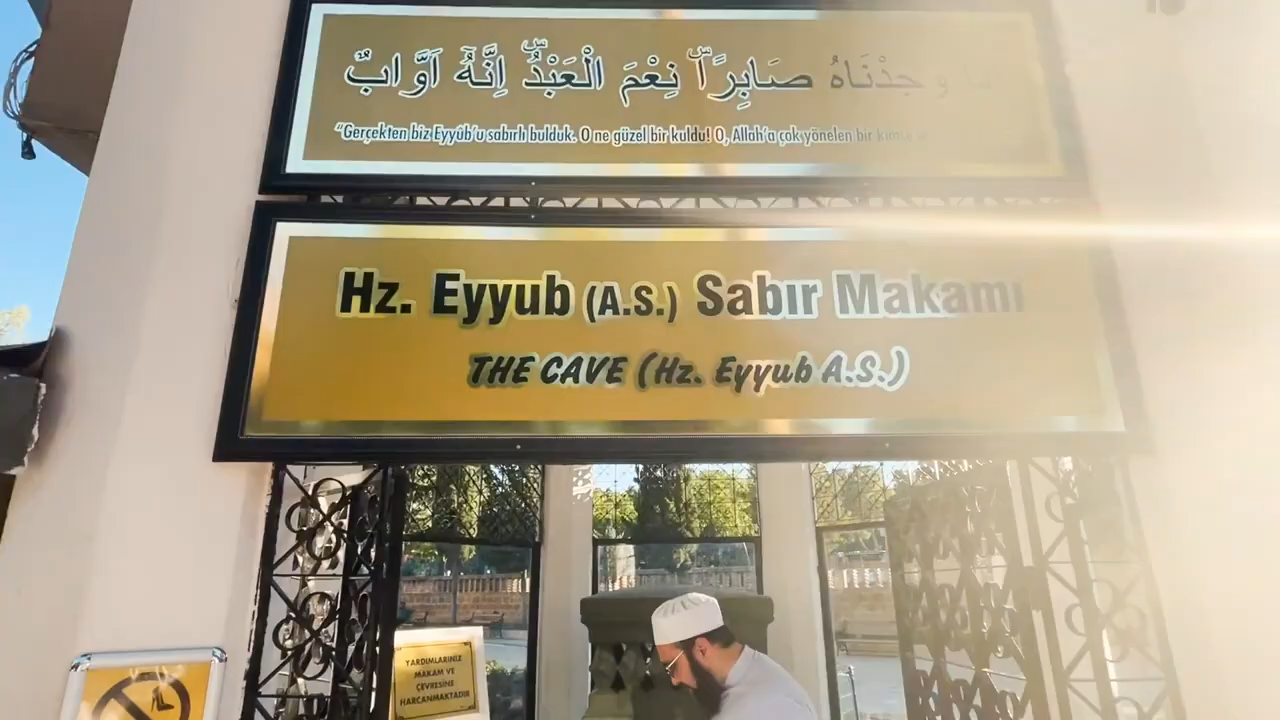 وَجَدْنَاهُ صَابِرًاۜ نِعْمَ الْعَبْدُۜ اِنَّهُٓ اَوَّابٌ
"Gerçekten biz Eyyûb'u sabırlı bulduk. O ne güzel bir kuldu! O, Allah'a çok yönelen bir
Hz. Eyyub (A.S.) Sabır Makamı
THE CAVE (Hz. Eyyub A.S.)
YARDIMLARINIZ
MAKAM VE
ÇEVRESİNE
HARCANMAKTADIR